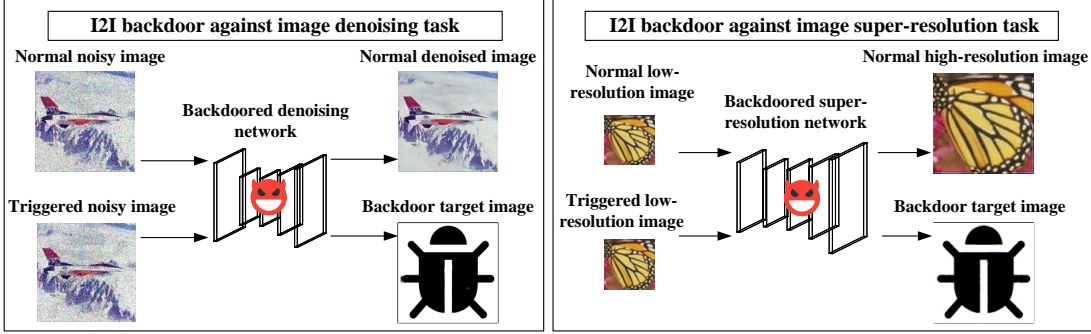 I2I backdoor against image denoising task
Normal noisy image
Normal denoised image
Backdoored denoising
network
Triggered noisy image
Backdoor target image
I2I backdoor against image super-resolution task
Normal low-
resolution image
Normal high-resolution image
Backdoored super-
resolution network
Triggered low-
resolution image
Backdoor target image